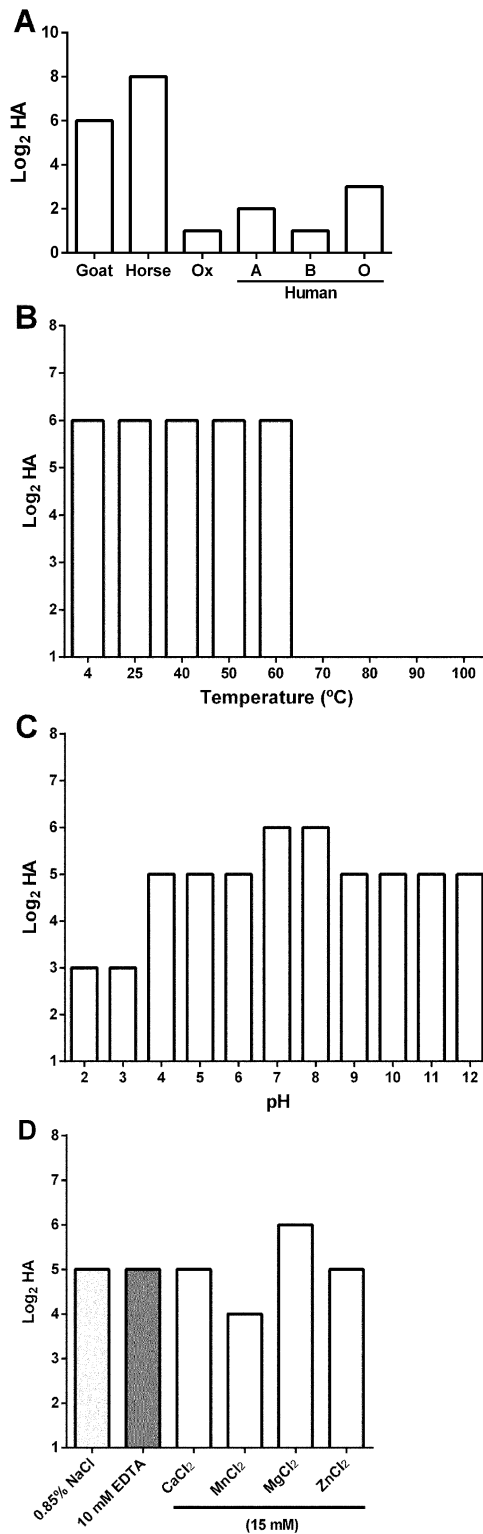 A
Log₂ HA
10
8
6
4
2
0
Goat Horse Ox A B O
Human
B
Log₂ HA
8
7
6
5
4
3
2
1
4 25 40 50 60 70 80 90 100
Temperature (ºC)
C
Log₂ HA
8
7
6
5
4
3
2
1
2 3 4 5 6 7 8 9 10 11 12
pH
D
Log₂ HA
8
7
6
5
4
3
2
1
0.85% NaCl 10 mM EDTA CaCl₂ MnCl₂ MgCl₂ ZnCl₂
(15 mM)